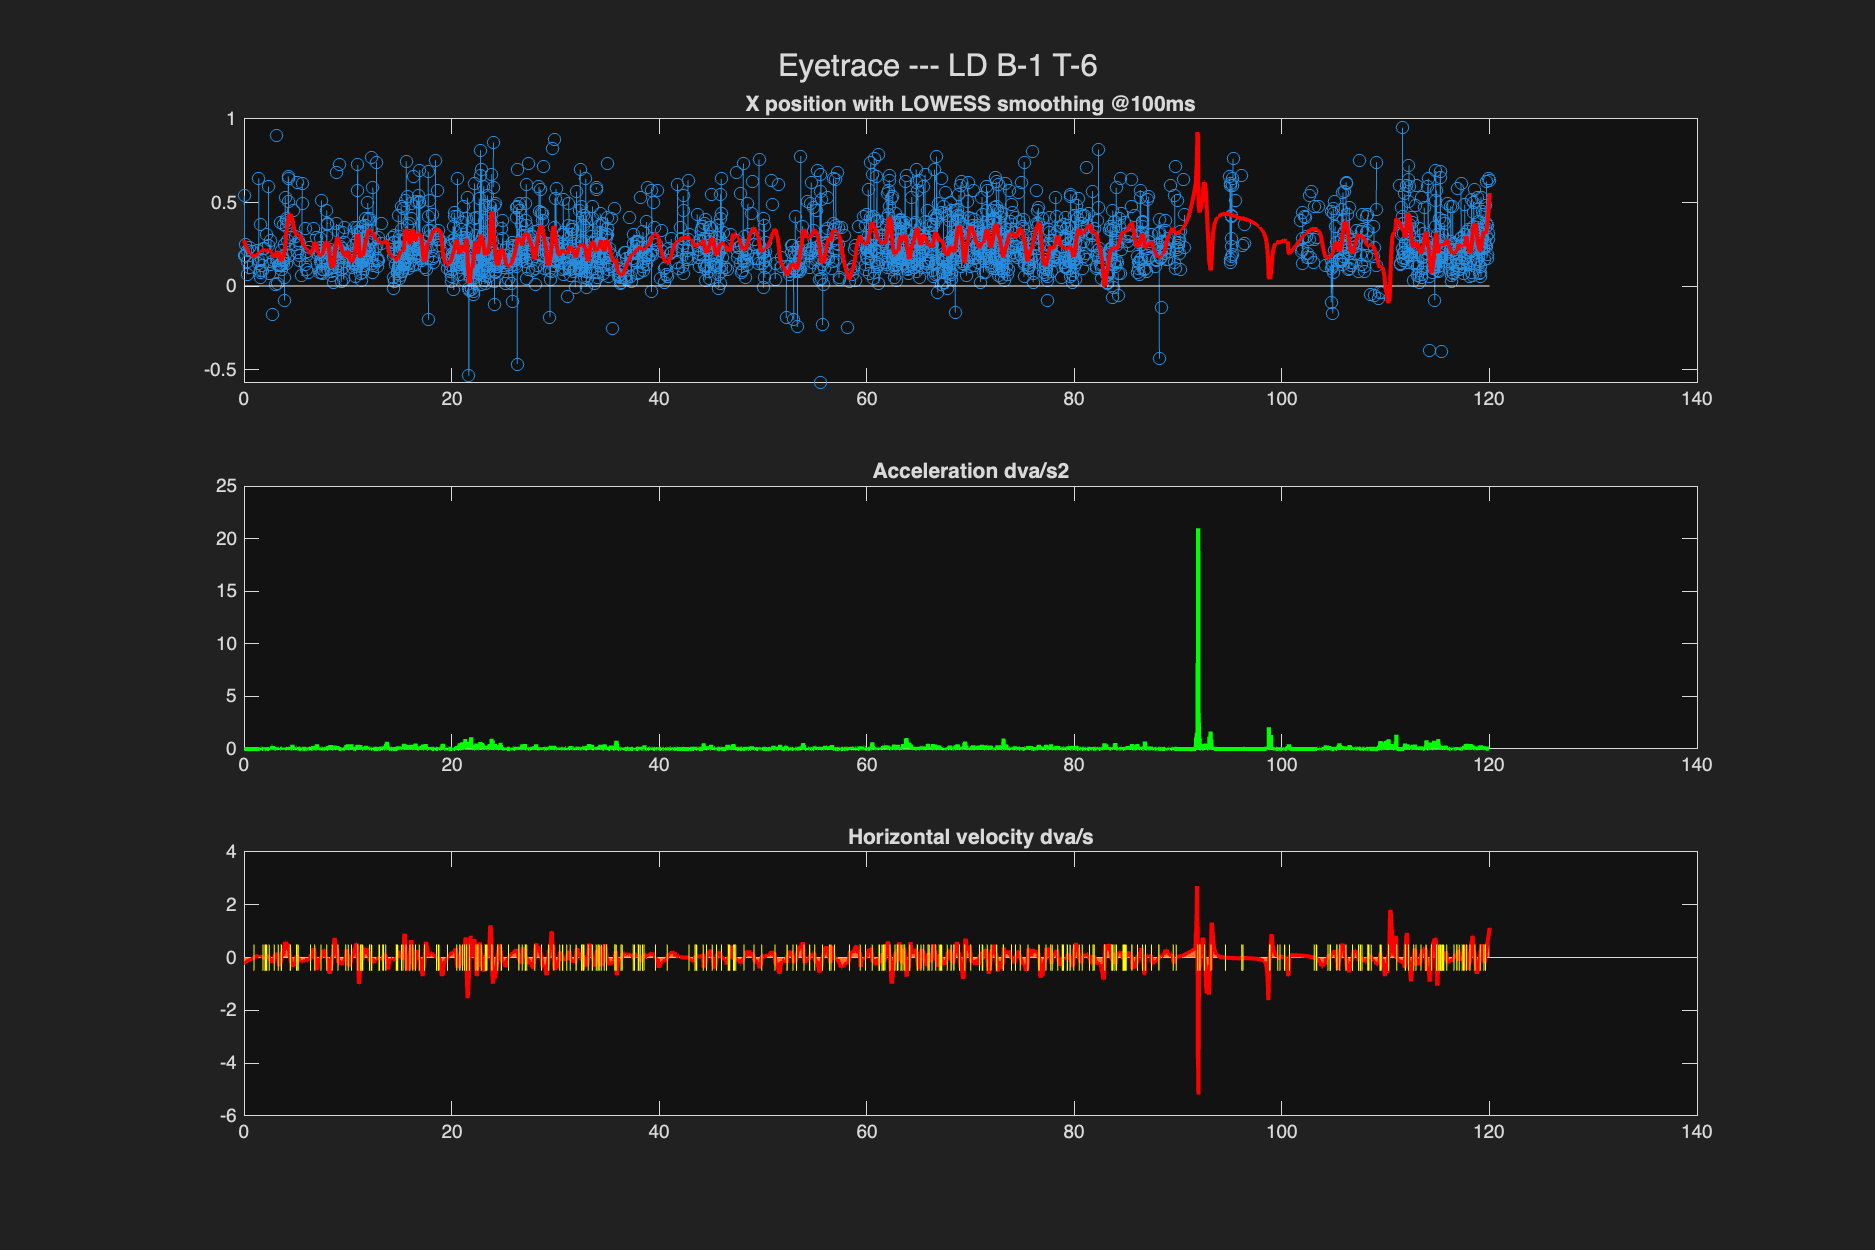 Eyetrace --- LD B-1 T-6
X position with LOWESS smoothing @100ms
1
0.5
0
-0.5
0 20 40 60 80 100 120 140
Acceleration dva/s2
25
20
15
10
5
0
0 20 40 60 80 100 120 140
Horizontal velocity dva/s
4
2
0
-2
-4
-6
0 20 40 60 80 100 120 140